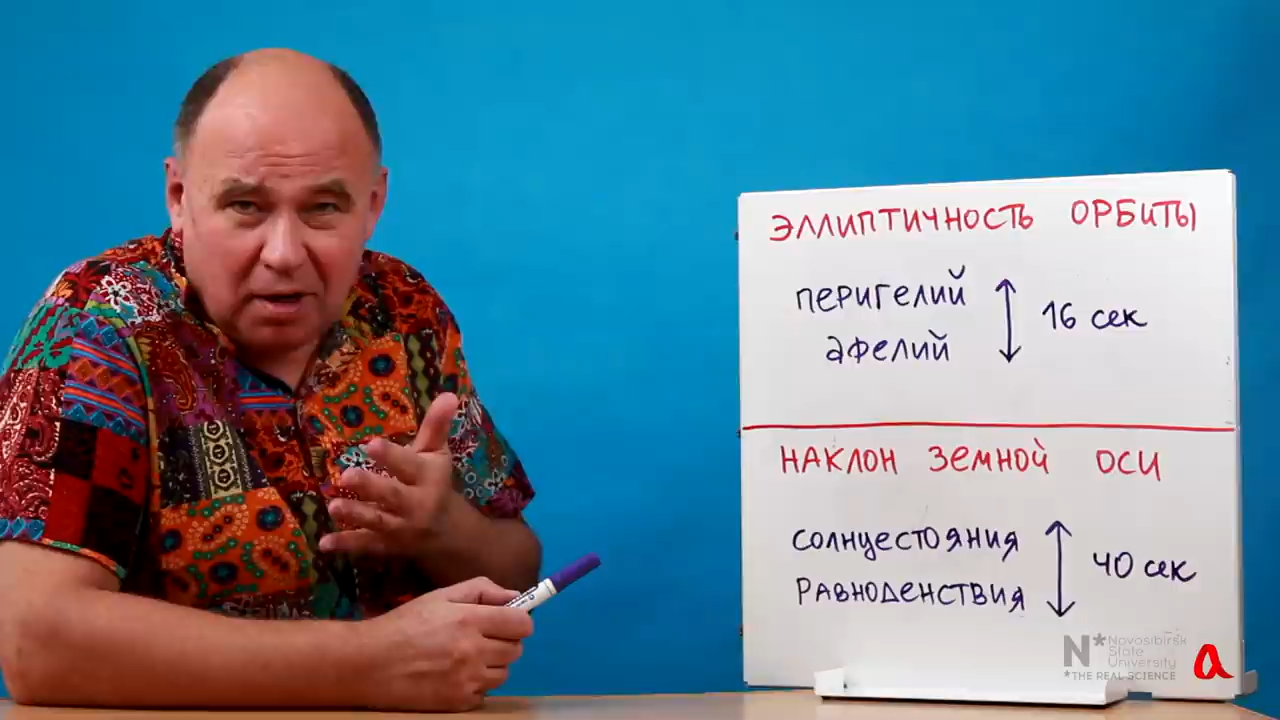 ЭЛЛИПТИЧНОСТЬ ОРБИТЫ
ПЕРИГЕЛИЙ
АФЕЛИЙ
16 сек
НАКЛОН ЗЕМНОЙ ОСИ
СОЛНЦЕСТОЯНИЯ
РАВНОДЕНСТВИЯ
40 сек
N* Novosibirsk
State
University
*THE REAL SCIENCE
a